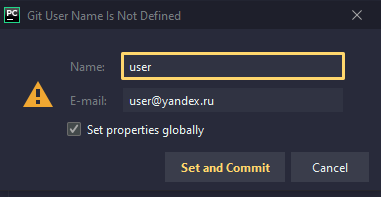 PC Git User Name Is Not Defined
Name: user
E-mail: user@yandex.ru
Set properties globally
Set and Commit Cancel